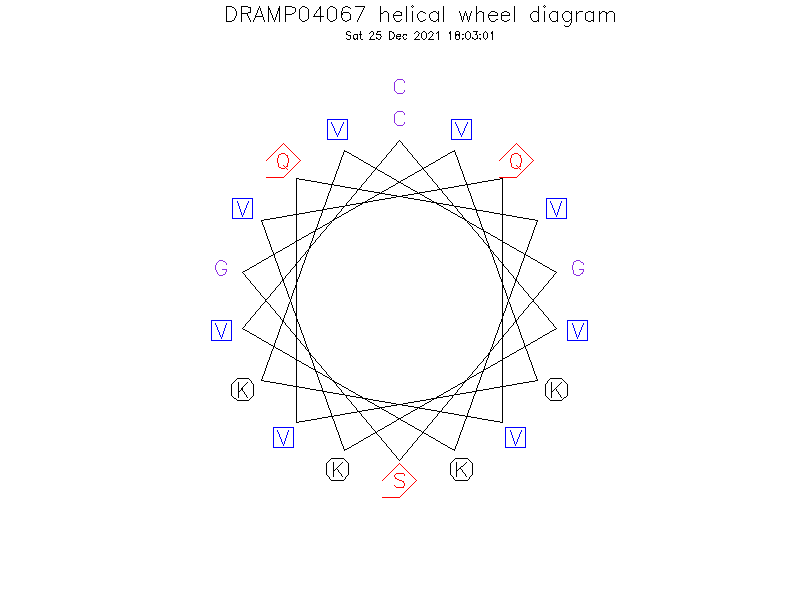 DRAMP04067 helical wheel diagram
Sat 25 Dec 2021 18:03:01
C
C
V V
Q Q
V V
G G
V V
K K
V V
K K
S